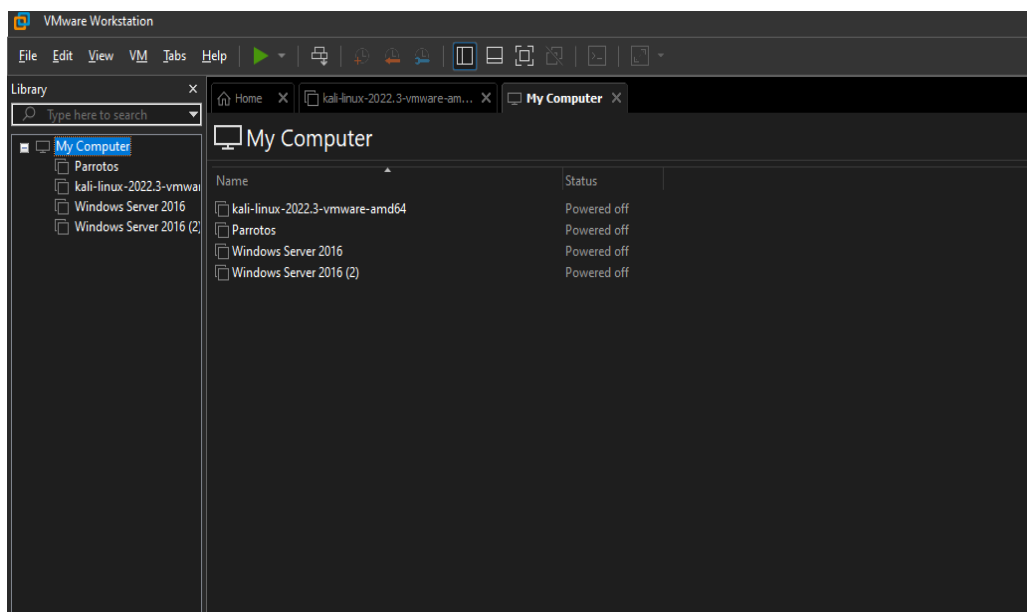 VMware Workstation
File Edit View VM Tabs Help
Library
Type here to search
My Computer
Parrotos
kali-linux-2022.3-vmwar
Windows Server 2016
Windows Server 2016 (2)
Home
kali-linux-2022.3-vmware-am...
My Computer
My Computer
Name Status
kali-linux-2022.3-vmware-amd64 Powered off
Parrotos Powered off
Windows Server 2016 Powered off
Windows Server 2016 (2) Powered off